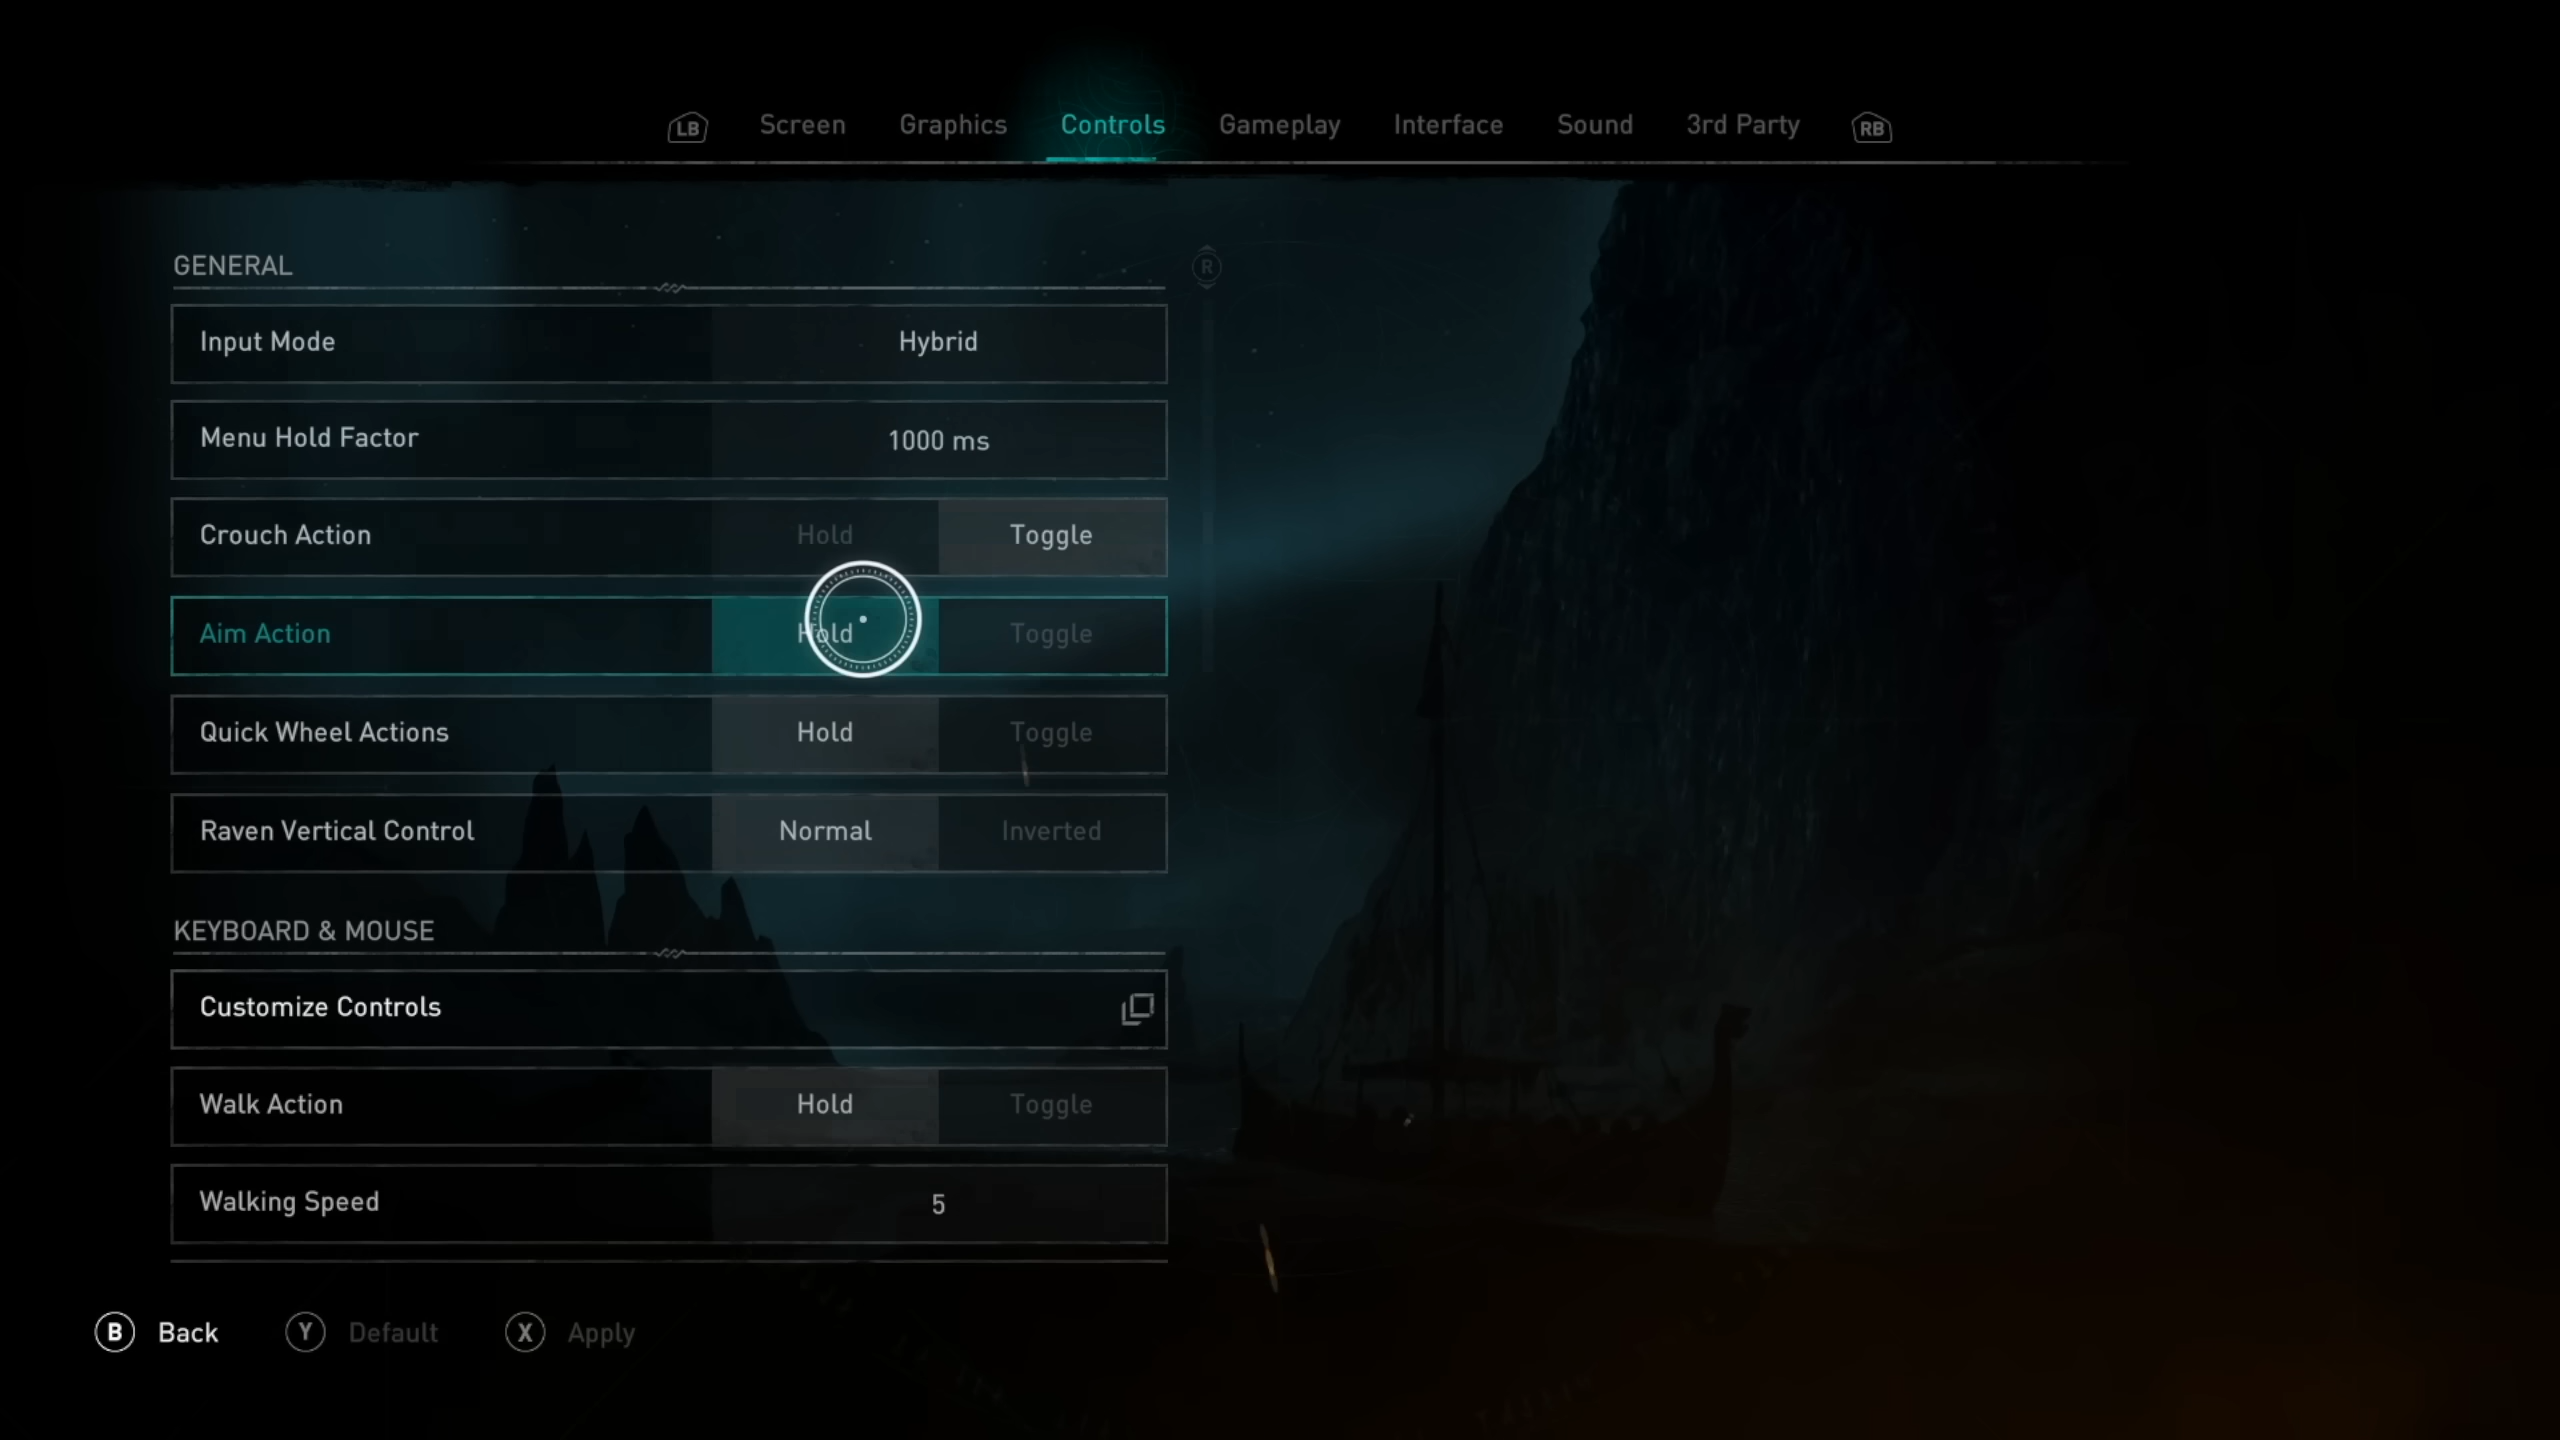 LB Screen Graphics Controls Gameplay Interface Sound 3rd Party RB
GENERAL
R
Input Mode Hybrid
Menu Hold Factor 1000 ms
Crouch Action Hold Toggle
Aim Action Hold Toggle
Quick Wheel Actions Hold Toggle
Raven Vertical Control Normal Inverted
KEYBOARD & MOUSE
Customize Controls
Walk Action Hold Toggle
Walking Speed 5
B Back Y Default X Apply